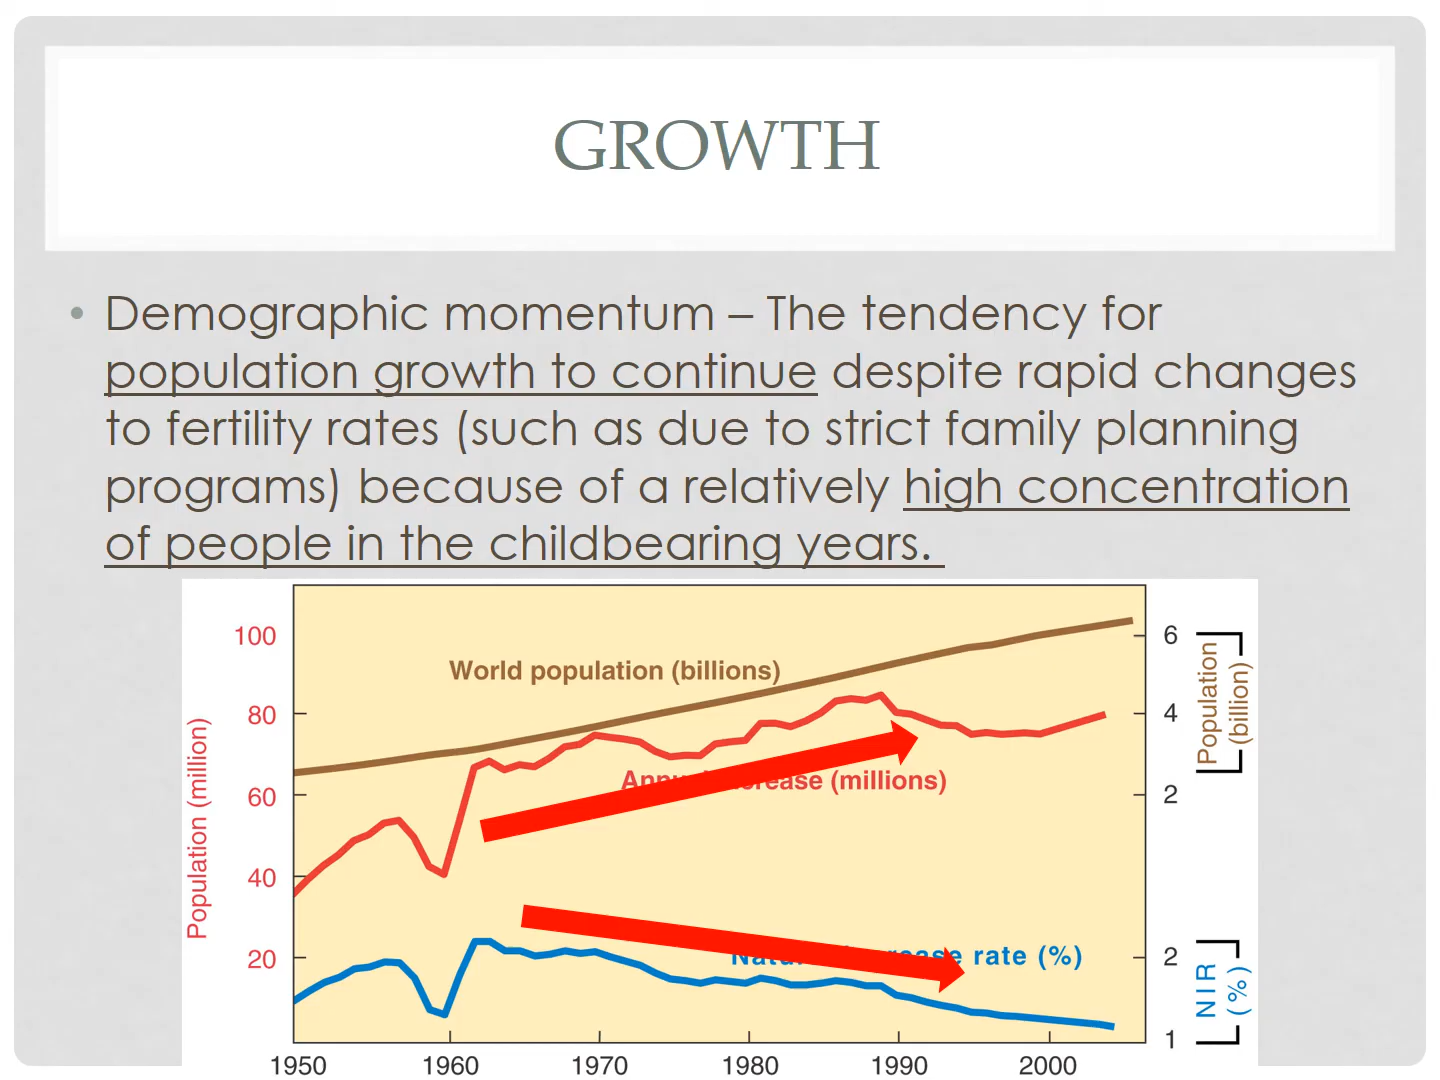 GROWTH
• Demographic momentum – The tendency for
population growth to continue despite rapid changes
to fertility rates (such as due to strict family planning
programs) because of a relatively high concentration
of people in the childbearing years.
Population (million)
100
80
60
40
20
World population (billions)
increase (millions)
rate (%)
6
4
2
Population
(billion)
2
1
NIR
(%)
1950 1960 1970 1980 1990 2000